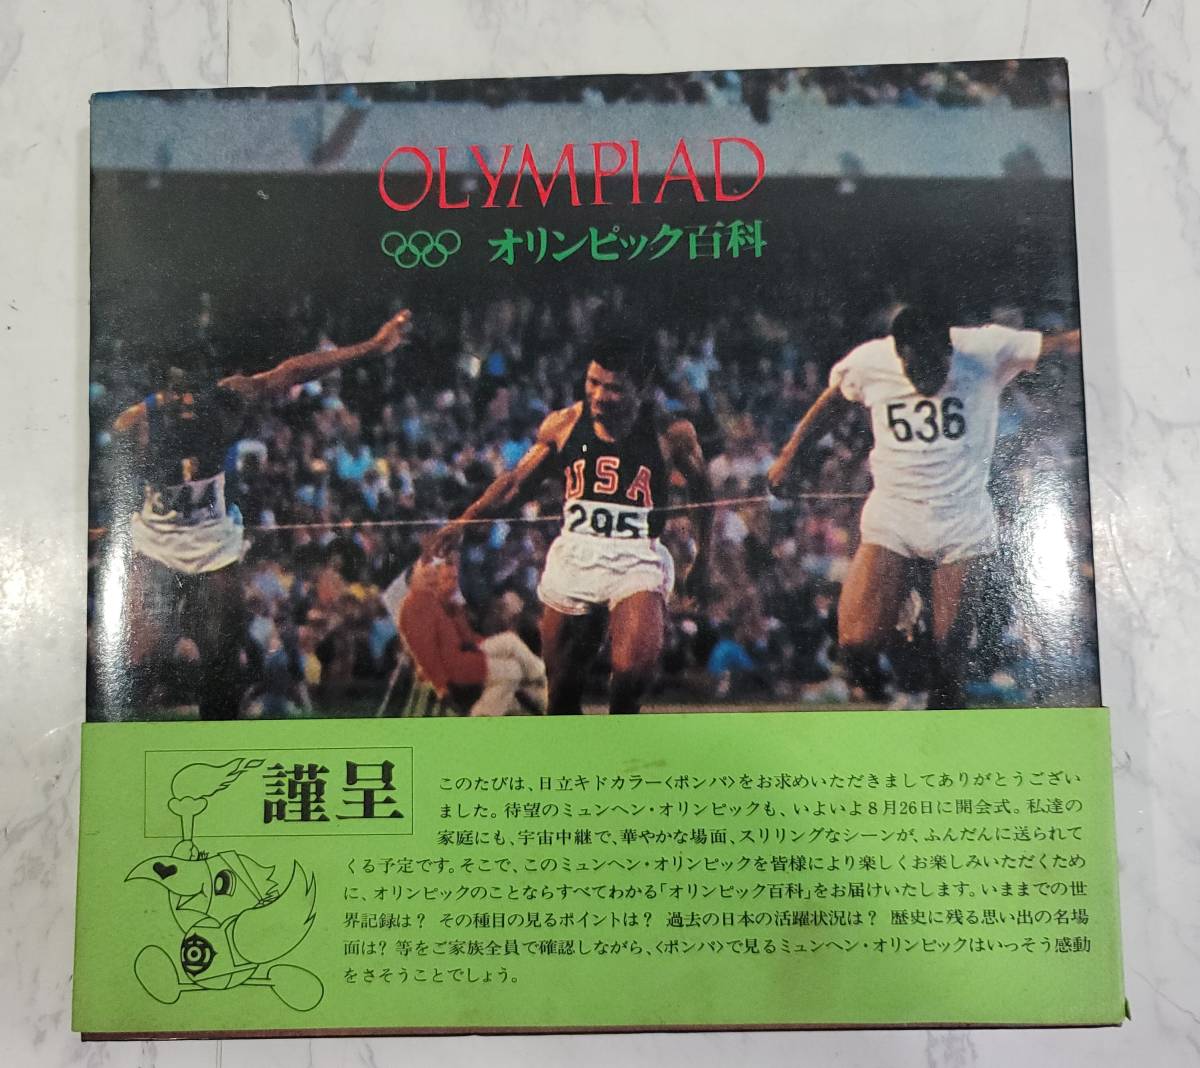 OLYMPIAD
オリンピック百科
536
USA
295
謹呈
このたびは、日立キドカラー〈ポンパ〉をお求めいただきましてありがとうござい
ました。待望のミュンヘン・オリンピックも、いよいよ8月26日に開会式。私達の
家庭にも、宇宙中継で、華やかな場面、スリリングなシーンが、ふんだんに送られて
くる予定です。そこで、このミュンヘン・オリンピックを皆様により楽しくお楽しみいただくため
に、オリンピックのことならすべてわかる「オリンピック百科」をお届けいたします。いままでの世
界記録は？ その種目の見るポイントは？ 過去の日本の活躍状況は？ 歴史に残る思い出の名場
面は？ 等をご家族全員で確認しながら、〈ポンパ〉で見るミュンヘン・オリンピックはいっそう感動
をさそうことでしょう。